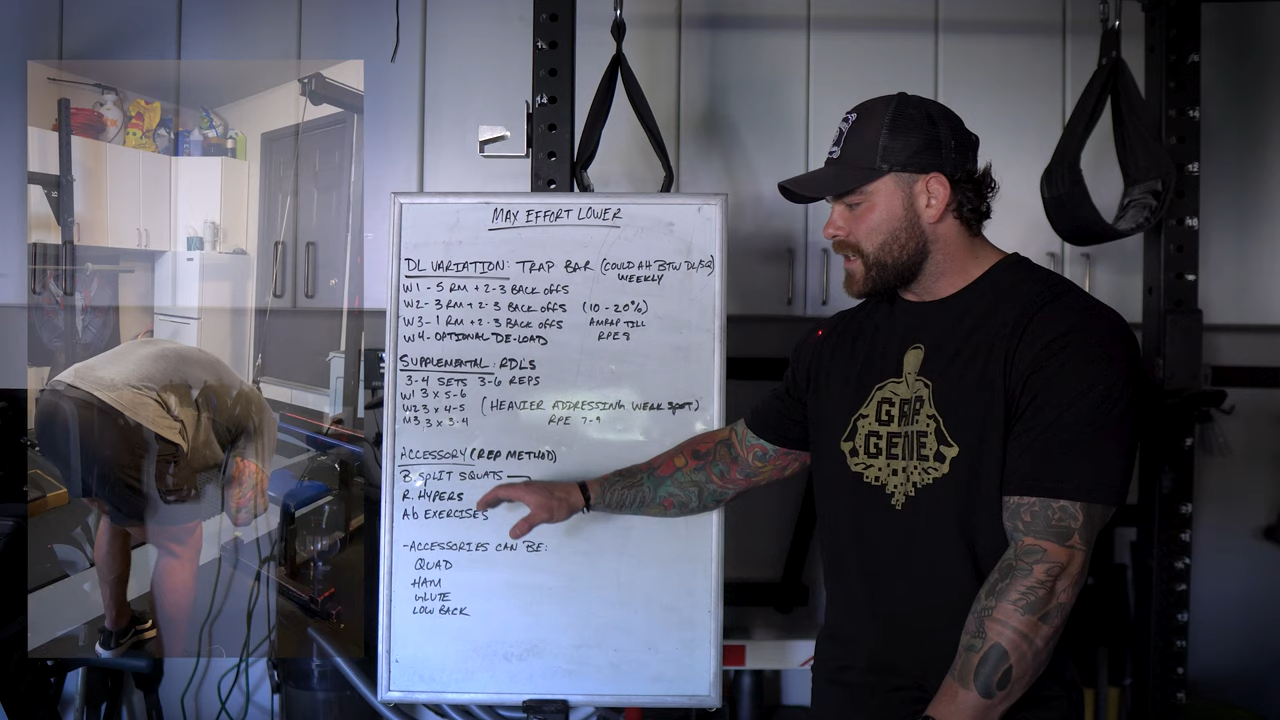 MAX EFFORT LOWER
DL VARIATION: TRAP BAR (COULD Alt BTW DL/SQ
WEEKLY
W1 - 5 RM + 2-3 BACK OFFS
W2 - 3 RM + 2-3 BACK OFFS (10-20%)
W3 - 1 RM + 2-3 BACK OFFS AMRAP TILL
W4 - OPTIONAL DE-LOAD RPE 8
SUPPLEMENTAL: RDL'S
3-4 SETS 3-6 REPS
W1 3 x 5-6
W2 3 x 4-5 (HEAVIER ADDRESSING WEAK SPOT)
W3 3 x 3-4 RPE 7-9
ACCESSORY (REP METHOD)
B. SPLIT SQUATS
R. HYPERS
Ab EXERCISES
-ACCESSORIES CAN BE:
QUAD
HAM
GLUTE
LOW BACK
GAR
GENE